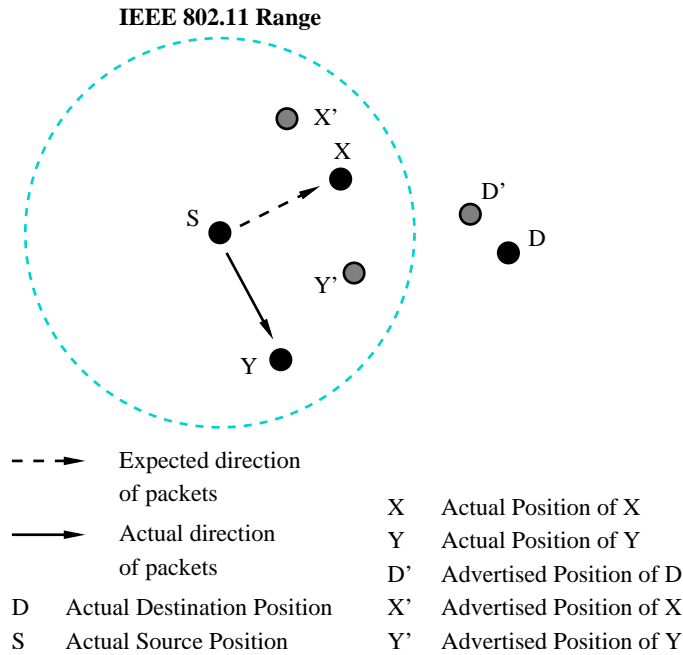 IEEE 802.11 Range
X’
X
D’
S
D
Y’
Y
Expected direction
of packets
Actual direction
of packets
D Actual Destination Position
S Actual Source Position
X Actual Position of X
Y Actual Position of Y
D’ Advertised Position of D
X’ Advertised Position of X
Y’ Advertised Position of Y